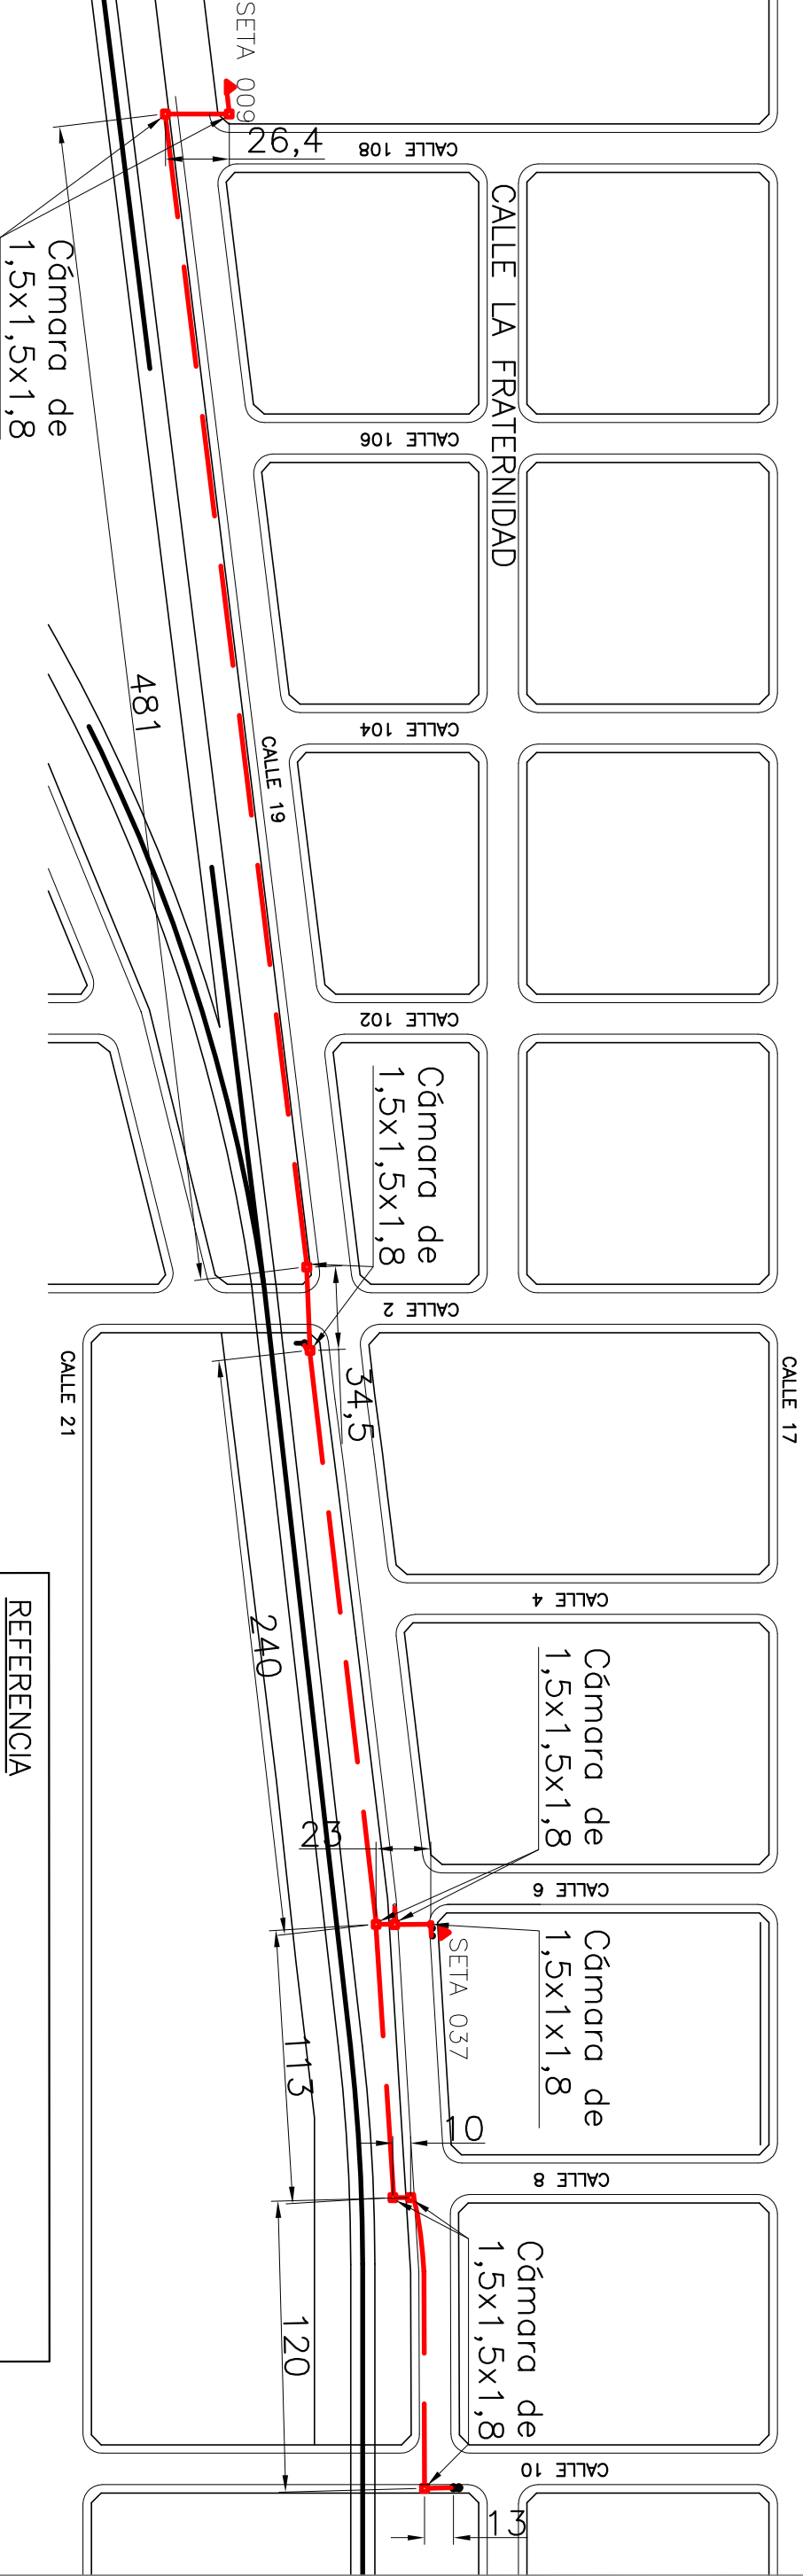 SETA 009
26,4
CALLE 108
Cámara de
1,5x1,5x1,8
CALLE LA FRATERNIDAD
CALLE 106
481
CALLE 104
CALLE 19
CALLE 102
Cámara de
1,5x1,5x1,8
CALLE 2
34,5
CALLE 21
CALLE 17
CALLE 4
240
Cámara de
1,5x1,5x1,8
REFERENCIA
23
CALLE 6
SETA 037
Cámara de
1,5x1x1,8
113
10
CALLE 8
Cámara de
1,5x1,5x1,8
120
CALLE 10
13